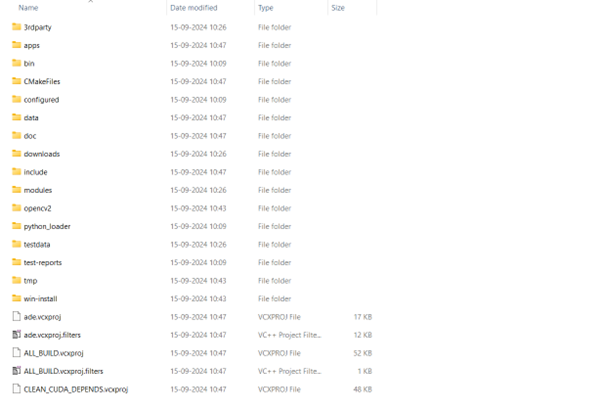 Name Date modified Type Size
3rdparty 15-09-2024 10:26 File folder
apps 15-09-2024 10:47 File folder
bin 15-09-2024 10:09 File folder
CMakeFiles 15-09-2024 10:47 File folder
configured 15-09-2024 10:09 File folder
data 15-09-2024 10:47 File folder
doc 15-09-2024 10:47 File folder
downloads 15-09-2024 10:26 File folder
include 15-09-2024 10:47 File folder
modules 15-09-2024 10:26 File folder
opencv2 15-09-2024 10:43 File folder
python_loader 15-09-2024 10:09 File folder
testdata 15-09-2024 10:26 File folder
test-reports 15-09-2024 10:09 File folder
tmp 15-09-2024 10:43 File folder
win-install 15-09-2024 10:43 File folder
ade.vcxproj 15-09-2024 10:47 VCXPROJ File 17 KB
ade.vcxproj.filters 15-09-2024 10:47 VC++ Project Filte... 12 KB
ALL_BUILD.vcxproj 15-09-2024 10:47 VCXPROJ File 52 KB
ALL_BUILD.vcxproj.filters 15-09-2024 10:47 VC++ Project Filte... 1 KB
CLEAN_CUDA_DEPENDS.vcxproj 15-09-2024 10:47 VCXPROJ File 48 KB